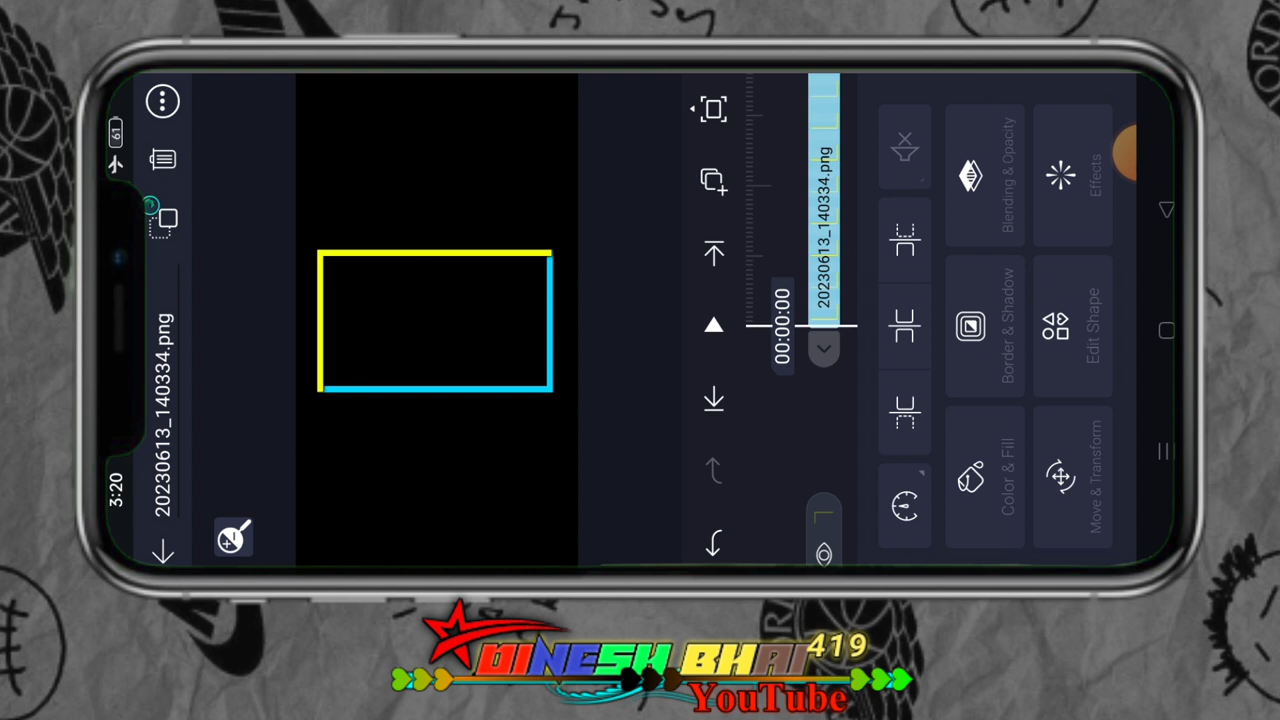 3:20
61
20230613_140334.png
00:00:00
20230613_140334.png
Color & Fill
Border & Shadow
Blending & Opacity
Move & Transform
Edit Shape
Effects
DINESH BHAI 419
YouTube